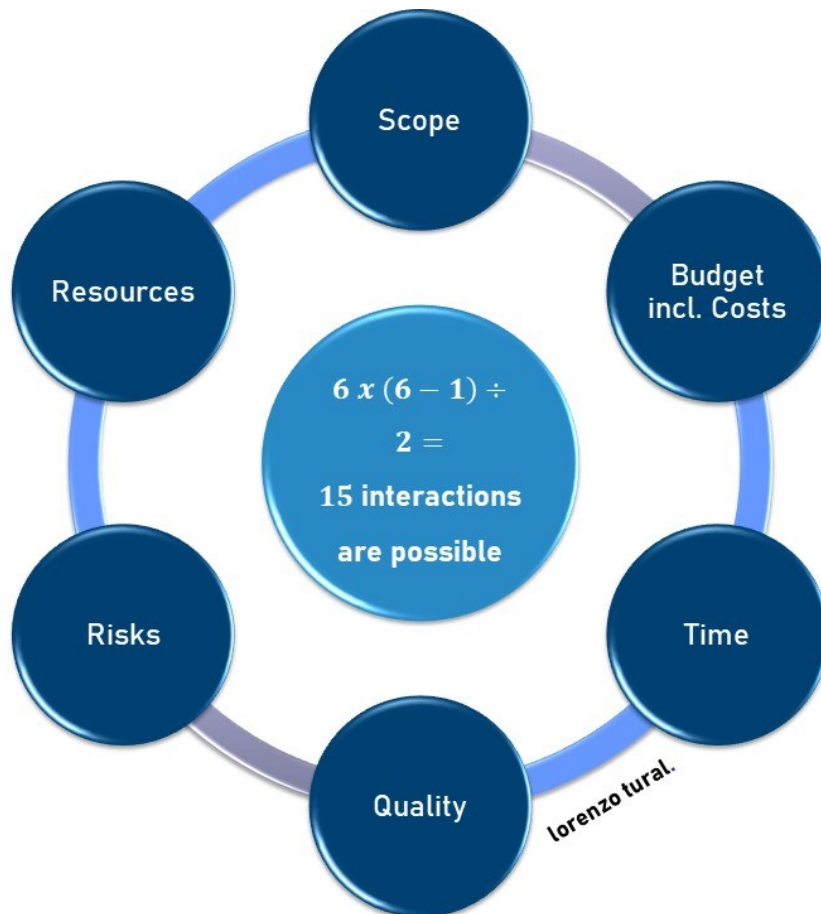 Scope
Budget
incl. Costs
Time
Quality
Risks
Resources
6 x (6 − 1) ÷
2 =
15 interactions
are possible
lorenzo tural.